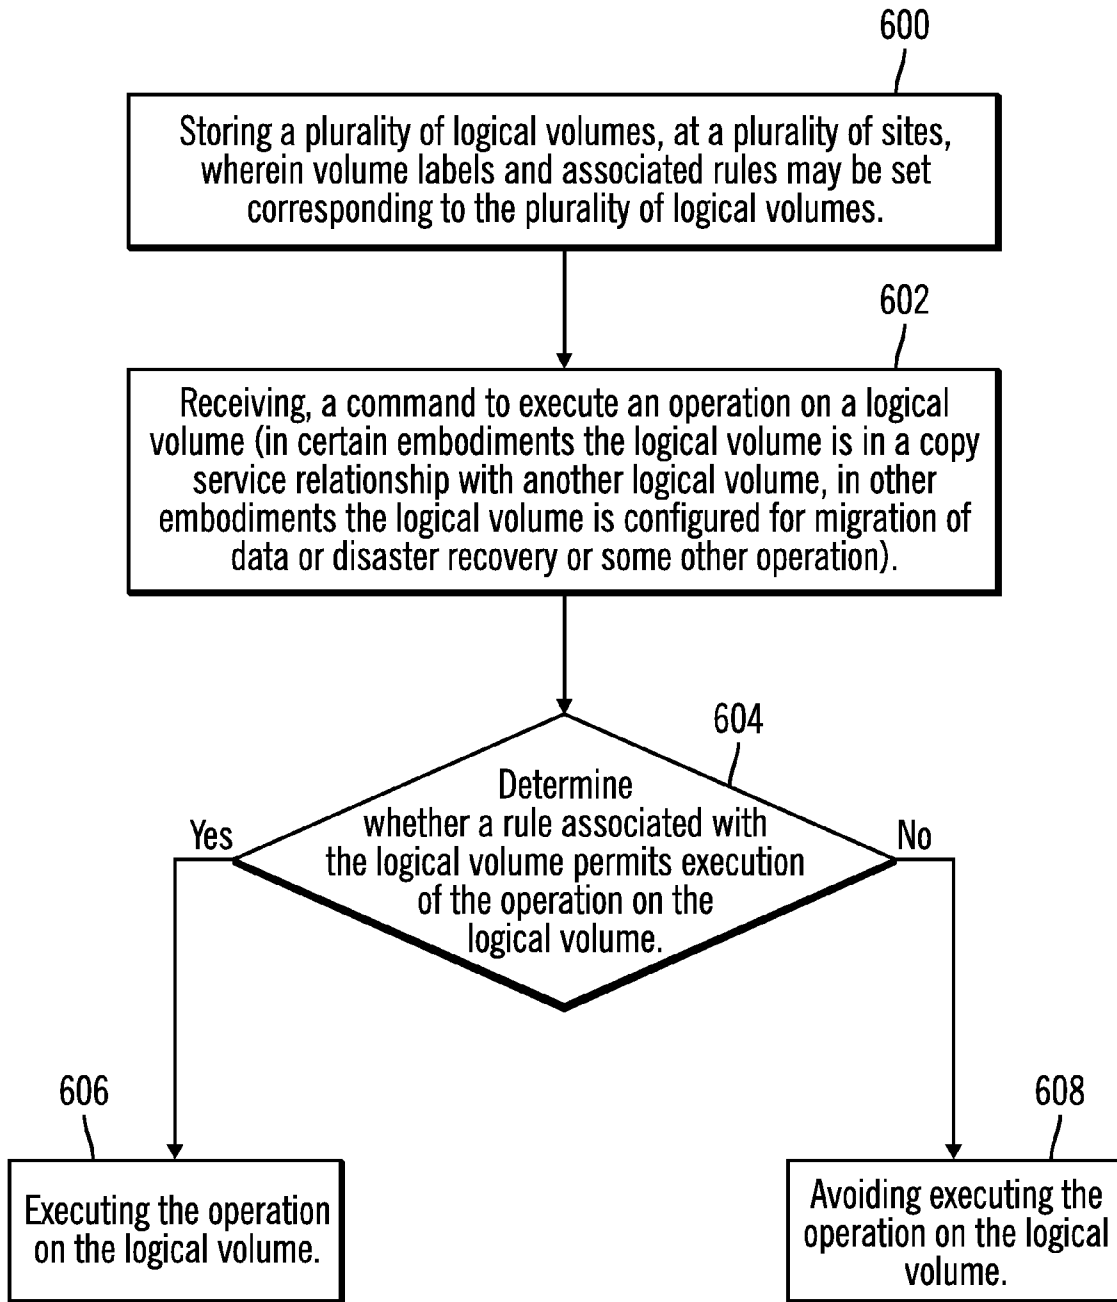 600
Storing a plurality of logical volumes, at a plurality of sites,
wherein volume labels and associated rules may be set
corresponding to the plurality of logical volumes.
602
Receiving, a command to execute an operation on a logical
volume (in certain embodiments the logical volume is in a copy
service relationship with another logical volume, in other
embodiments the logical volume is configured for migration of
data or disaster recovery or some other operation).
604
Determine
whether a rule associated with
the logical volume permits execution
of the operation on the
logical volume.
Yes
No
606
Executing the operation
on the logical volume.
608
Avoiding executing the
operation on the logical
volume.